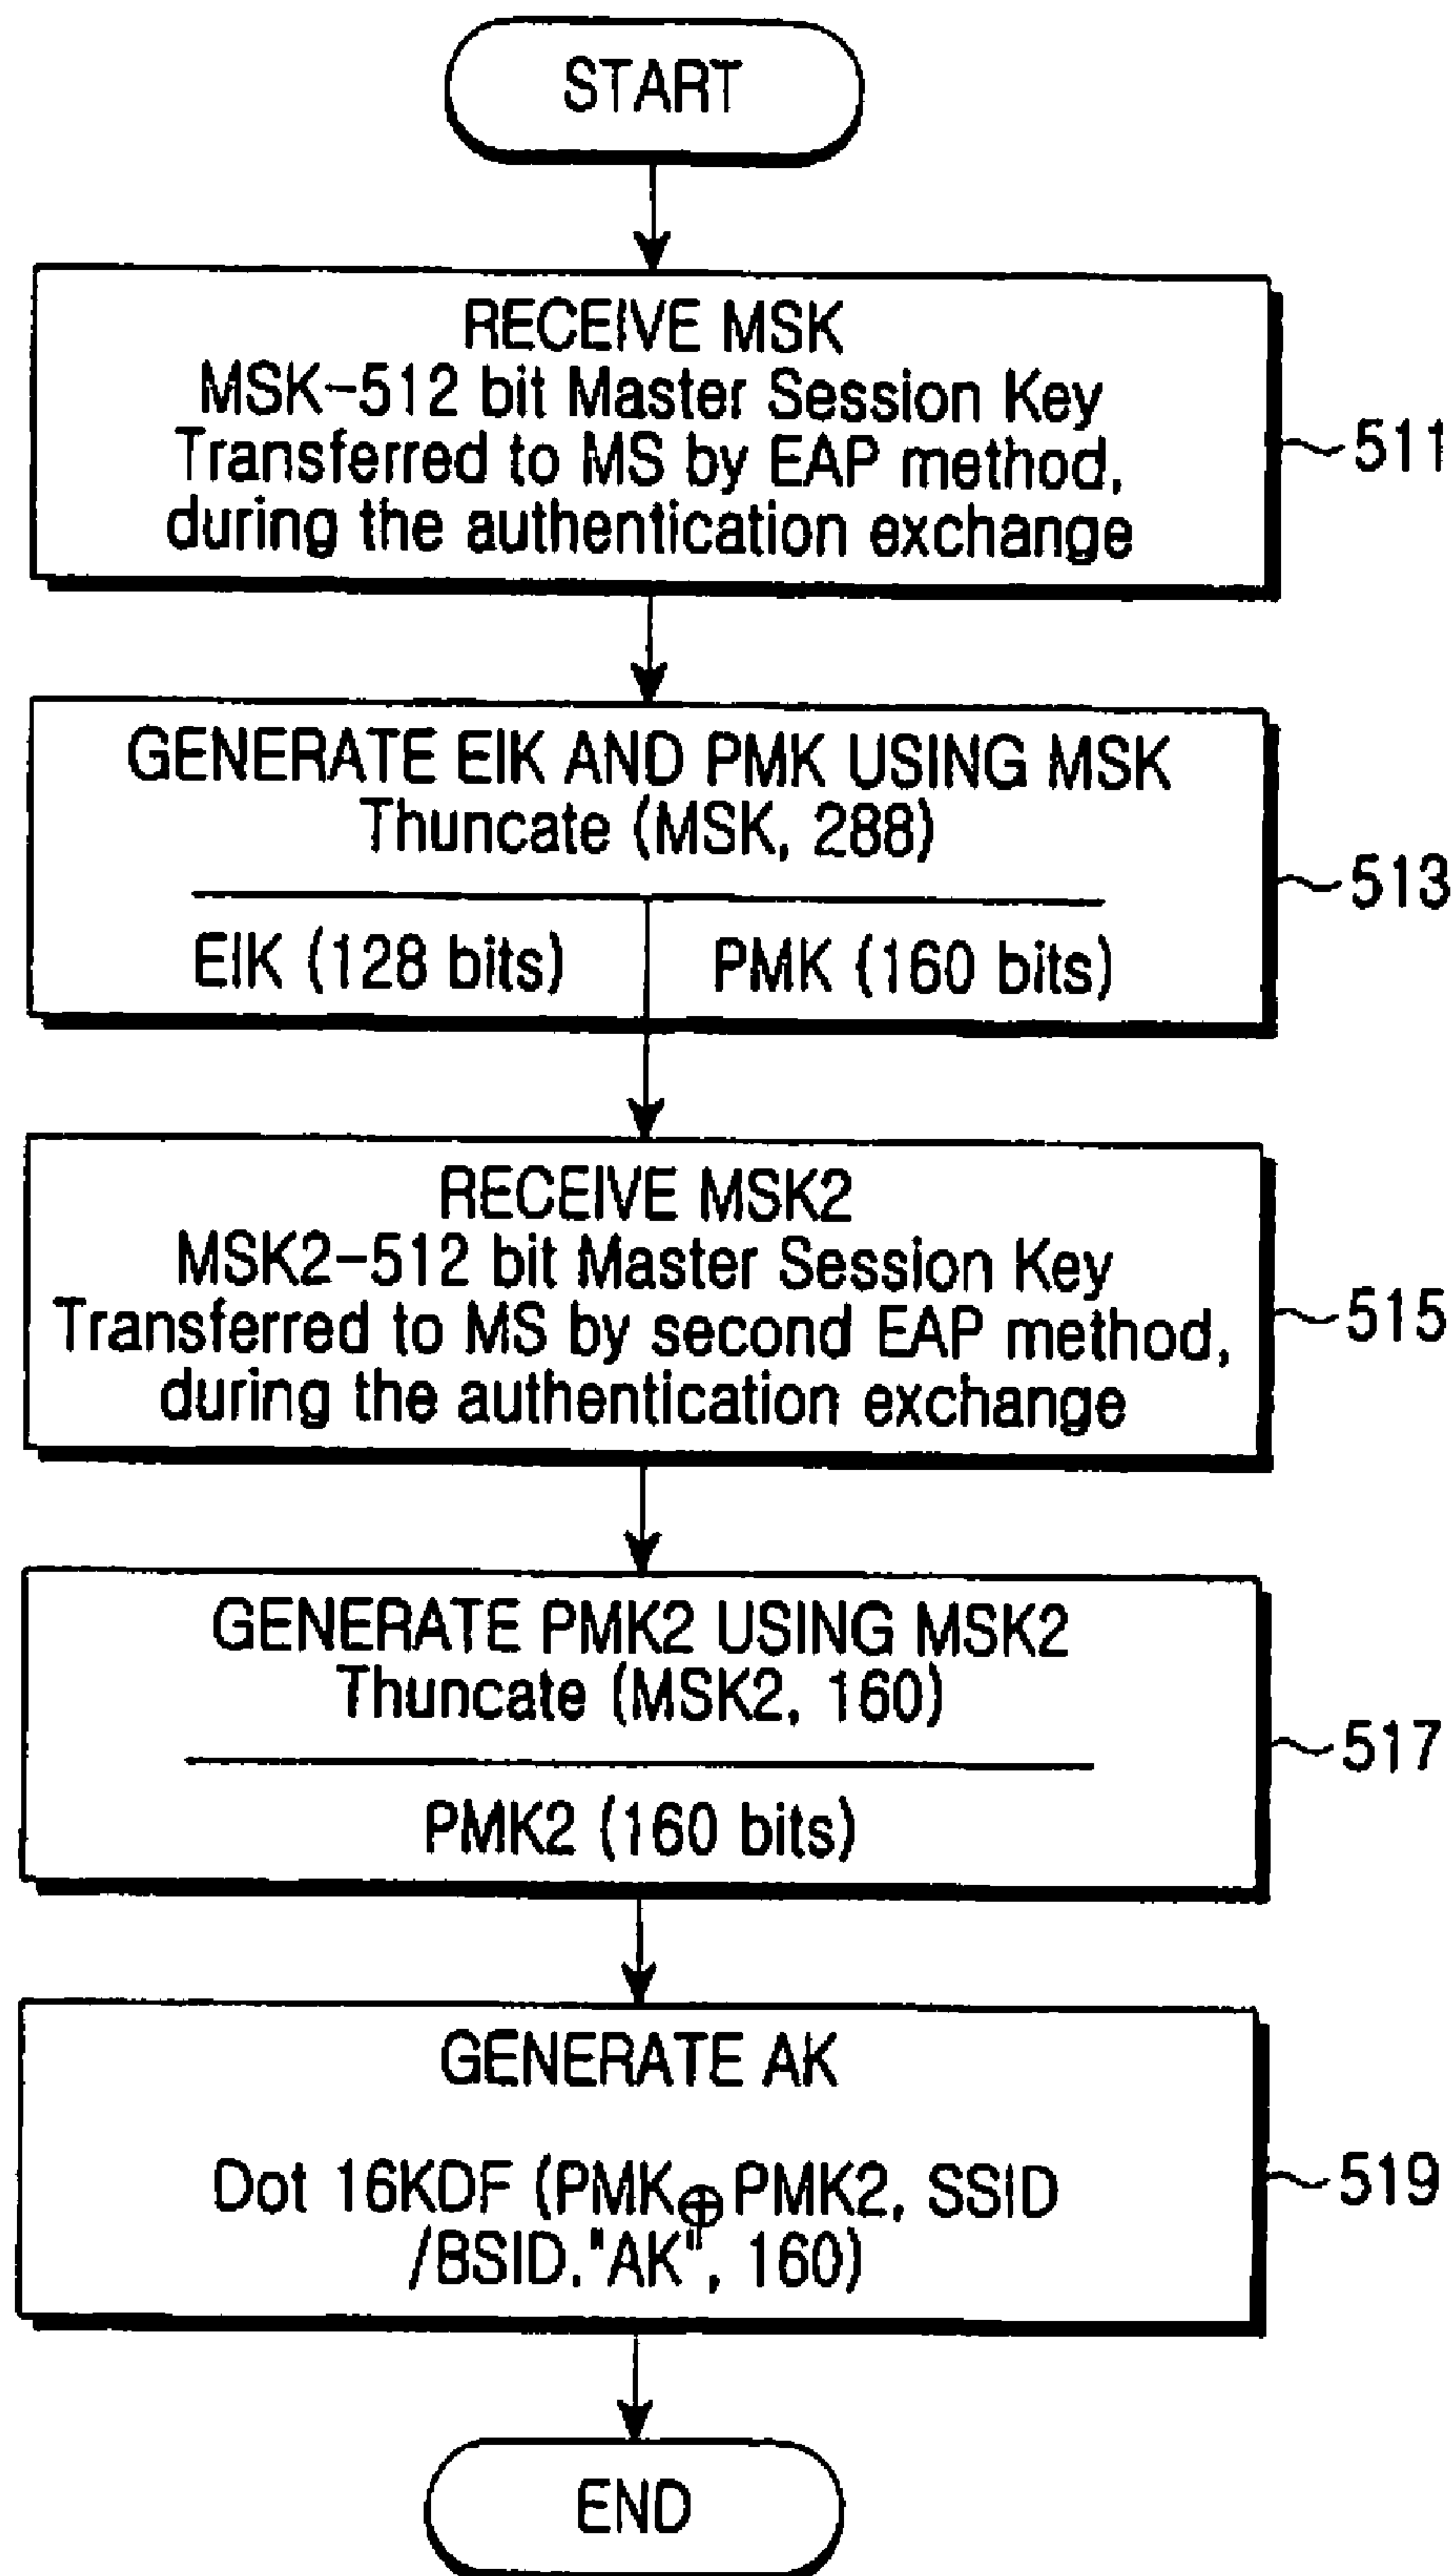 START
RECEIVE MSK
MSK-512 bit Master Session Key
Transferred to MS by EAP method,
during the authentication exchange
511
GENERATE EIK AND PMK USING MSK
Thuncate (MSK, 288)
EIK (128 bits)
PMK (160 bits)
513
RECEIVE MSK2
MSK2-512 bit Master Session Key
Transferred to MS by second EAP method,
during the authentication exchange
515
GENERATE PMK2 USING MSK2
Thuncate (MSK2, 160)
PMK2 (160 bits)
517
GENERATE AK
Dot 16KDF (PMK⊕PMK2, SSID
/BSID."AK", 160)
519
END